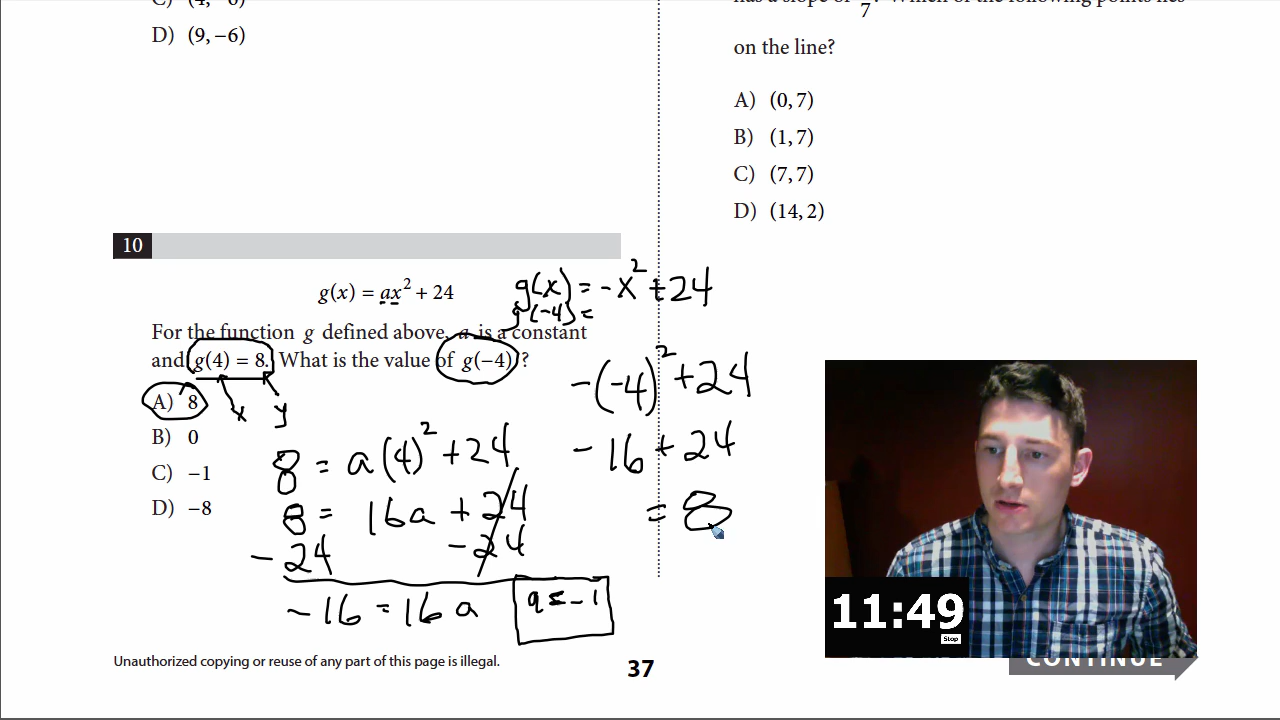 D) (9, −6)
on the line?
A) (0, 7)
B) (1, 7)
C) (7, 7)
D) (14, 2)
10
g(x) = ax² + 24
For the function g defined above, a is a constant
and g(4) = 8. What is the value of g(−4) ?
A) 8
B) 0
C) −1
D) −8
x
y
8 = a(4)² + 24
8 = 16a + 24
− 24 − 24
− 16 = 16a
a = −1
g(x) = -x² + 24
g(-4) =
-(-4)² + 24
- 16 + 24
= 8
11:49
Stop
Unauthorized copying or reuse of any part of this page is illegal.
37
CONTINUE